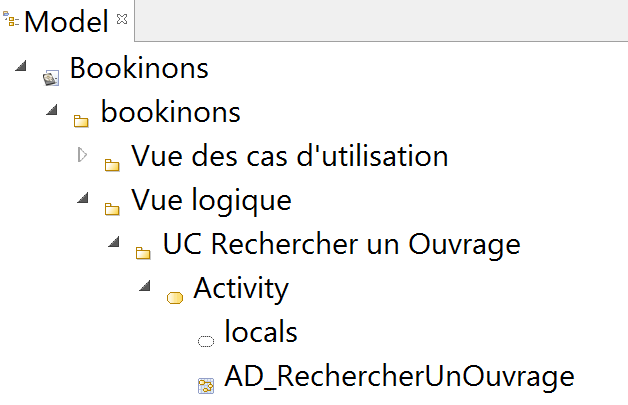 Model
Bookinons
bookinons
Vue des cas d'utilisation
Vue logique
UC Rechercher un Ouvrage
Activity
locals
AD_RechercherUnOuvrage